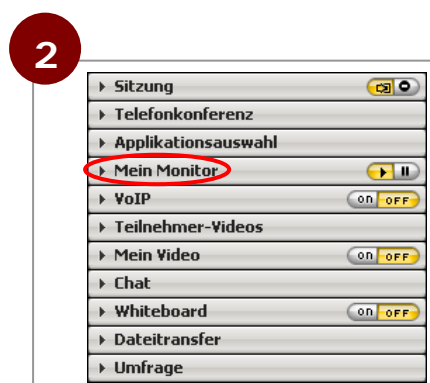 2
Sitzung
Telefonkonferenz
Applikationsauswahl
Mein Monitor
VoIP on OFF
Teilnehmer-Videos
Mein Video on OFF
Chat
Whiteboard on OFF
Dateitransfer
Umfrage